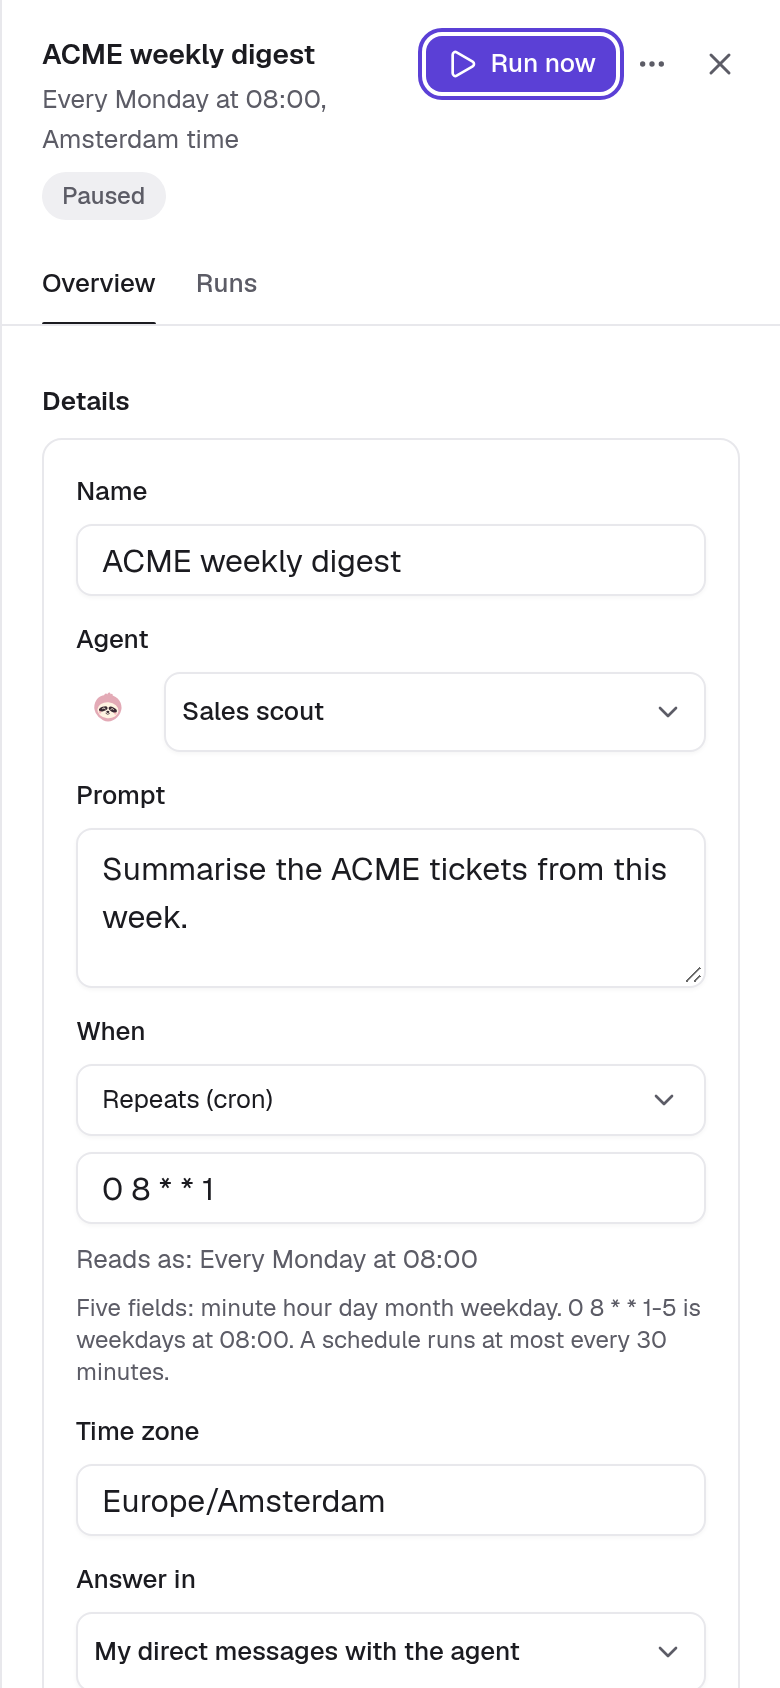 ACME weekly digest
Run now
Every Monday at 08:00,
Amsterdam time
Paused
Overview
Runs
Details
Name
ACME weekly digest
Agent
Sales scout
Prompt
Summarise the ACME tickets from this
week.
When
Repeats (cron)
0 8 * * 1
Reads as: Every Monday at 08:00
Five fields: minute hour day month weekday. 0 8 * * 1-5 is
weekdays at 08:00. A schedule runs at most every 30
minutes.
Time zone
Europe/Amsterdam
Answer in
My direct messages with the agent